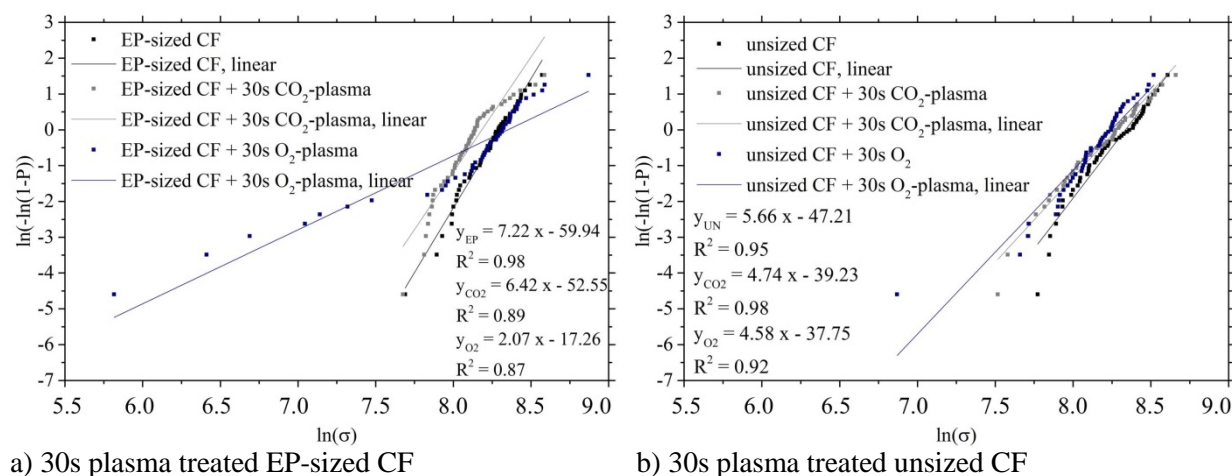 3
2
1
0
-1
-2
-3
-4
-5
-6
-7
ln(-ln(1-P))
EP-sized CF
EP-sized CF, linear
EP-sized CF + 30s CO₂-plasma
EP-sized CF + 30s CO₂-plasma, linear
EP-sized CF + 30s O₂-plasma
EP-sized CF + 30s O₂-plasma, linear
y_EP = 7.22 x - 59.94
R² = 0.98
y_CO2 = 6.42 x - 52.55
R² = 0.89
y_O2 = 2.07 x - 17.26
R² = 0.87
5.5 6.0 6.5 7.0 7.5 8.0 8.5 9.0
ln(σ)
a) 30s plasma treated EP-sized CF
3
2
1
0
-1
-2
-3
-4
-5
-6
-7
ln(-ln(1-P))
unsized CF
unsized CF, linear
unsized CF + 30s CO₂-plasma
unsized CF + 30s CO₂-plasma, linear
unsized CF + 30s O₂
unsized CF + 30s O₂-plasma, linear
y_UN = 5.66 x - 47.21
R² = 0.95
y_CO2 = 4.74 x - 39.23
R² = 0.98
y_O2 = 4.58 x - 37.75
R² = 0.92
5.5 6.0 6.5 7.0 7.5 8.0 8.5 9.0
ln(σ)
b) 30s plasma treated unsized CF